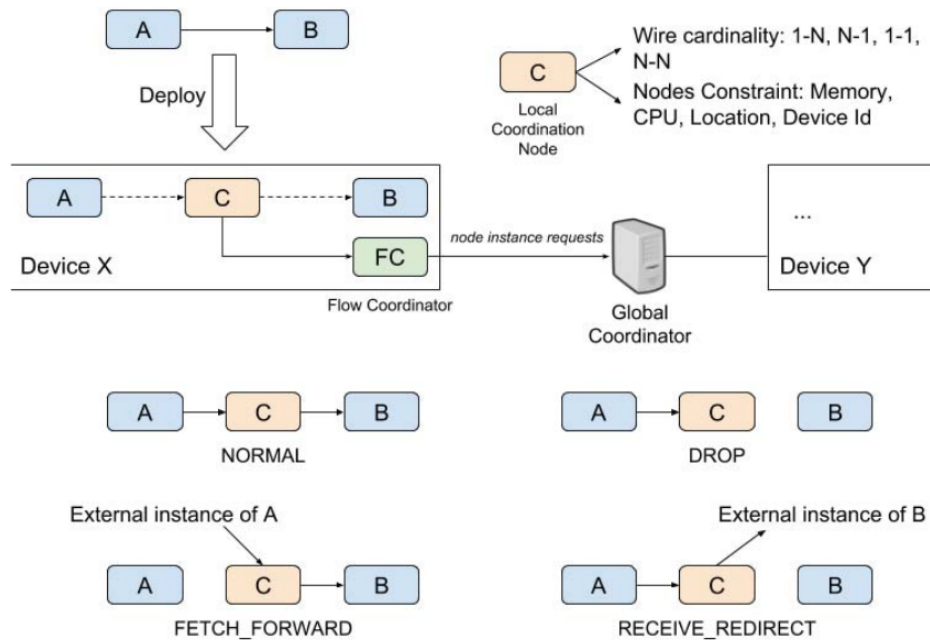 A
B
Deploy
C
Local
Coordination
Node
Wire cardinality: 1-N, N-1, 1-1,
N-N
Nodes Constraint: Memory,
CPU, Location, Device Id
A
C
B
FC
Device X
Flow Coordinator
node instance requests
Global
Coordinator
...
Device Y
A
C
B
NORMAL
A
C
B
DROP
External instance of A
A
C
B
FETCH_FORWARD
External instance of B
A
C
B
RECEIVE_REDIRECT